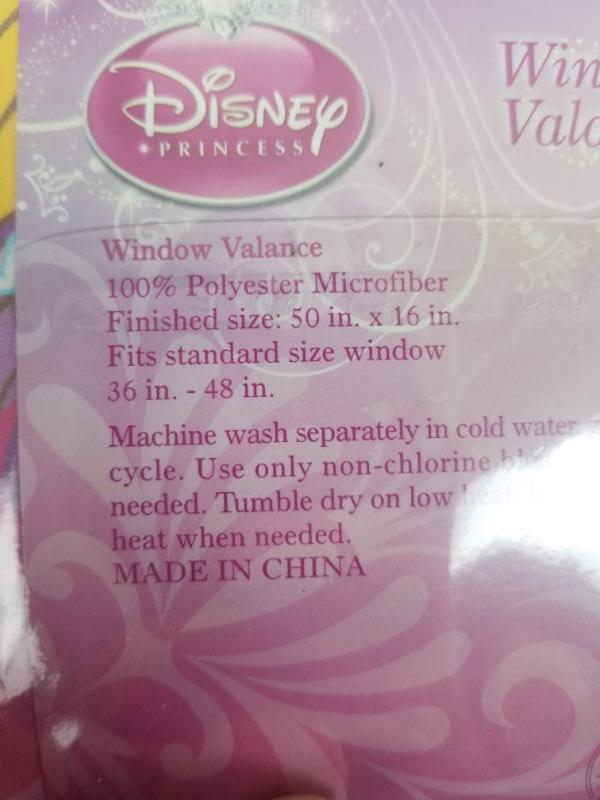 DISNEY
PRINCESS
Win
Valc
Window Valance
100% Polyester Microfiber
Finished size: 50 in. x 16 in.
Fits standard size window
36 in. - 48 in.
Machine wash separately in cold water
cycle. Use only non-chlorine
needed. Tumble dry on low heat.
heat when needed.
MADE IN CHINA